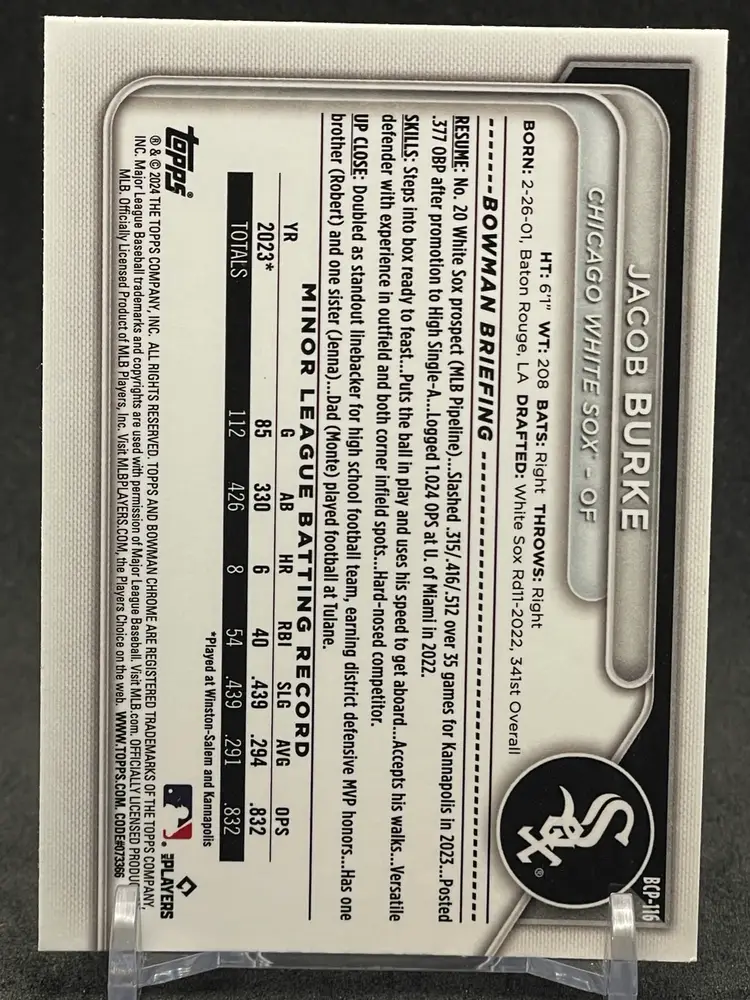 BCP-116
JACOB BURKE
CHICAGO WHITE SOX® - OF
Sox®
HT: 6'1" WT: 208 BATS: Right THROWS: Right
BORN: 2-26-01, Baton Rouge, LA DRAFTED: White Sox Rd11-2022, 341st Overall
BOWMAN BRIEFING
RESUME: No. 20 White Sox prospect (MLB Pipeline)....Slashed .315/.416/.512 over 35 games for Kannapolis in 2023....Posted
.377 OBP after promotion to High Single-A....Logged 1.024 OPS at U. of Miami in 2022.
SKILLS: Steps into box ready to feast....Puts the ball in play and uses his speed to get aboard....Accepts his walks....Versatile
defender with experience in outfield and both corner infield spots....Hard-nosed competitor.
UP CLOSE: Doubled as standout linebacker for high school football team, earning district defensive MVP honors....Has one
brother (Robert) and one sister (Jenna)....Dad (Monte) played football at Tulane.
MINOR LEAGUE BATTING RECORD
YR G AB HR RBI SLG AVG OPS
2023* 85 330 6 40 .439 .294 .832
TOTALS 112 426 8 54 .439 .291 .832
*Played at Winston-Salem and Kannapolis
topps®
MLB PLAYERS
® & © 2024 THE TOPPS COMPANY, INC. ALL RIGHTS RESERVED. TOPPS AND BOWMAN CHROME ARE REGISTERED TRADEMARKS OF THE TOPPS COMPANY,
INC. Major League Baseball trademarks and copyrights are used with permission of Major League Baseball. Visit MLB.com. OFFICIALLY LICENSED PRODUC
MLB. Officially Licensed Product of MLB Players, Inc. Visit MLBPLAYERS.COM, the Players Choice on the web. WWW.TOPPS.COM. CODE#073366